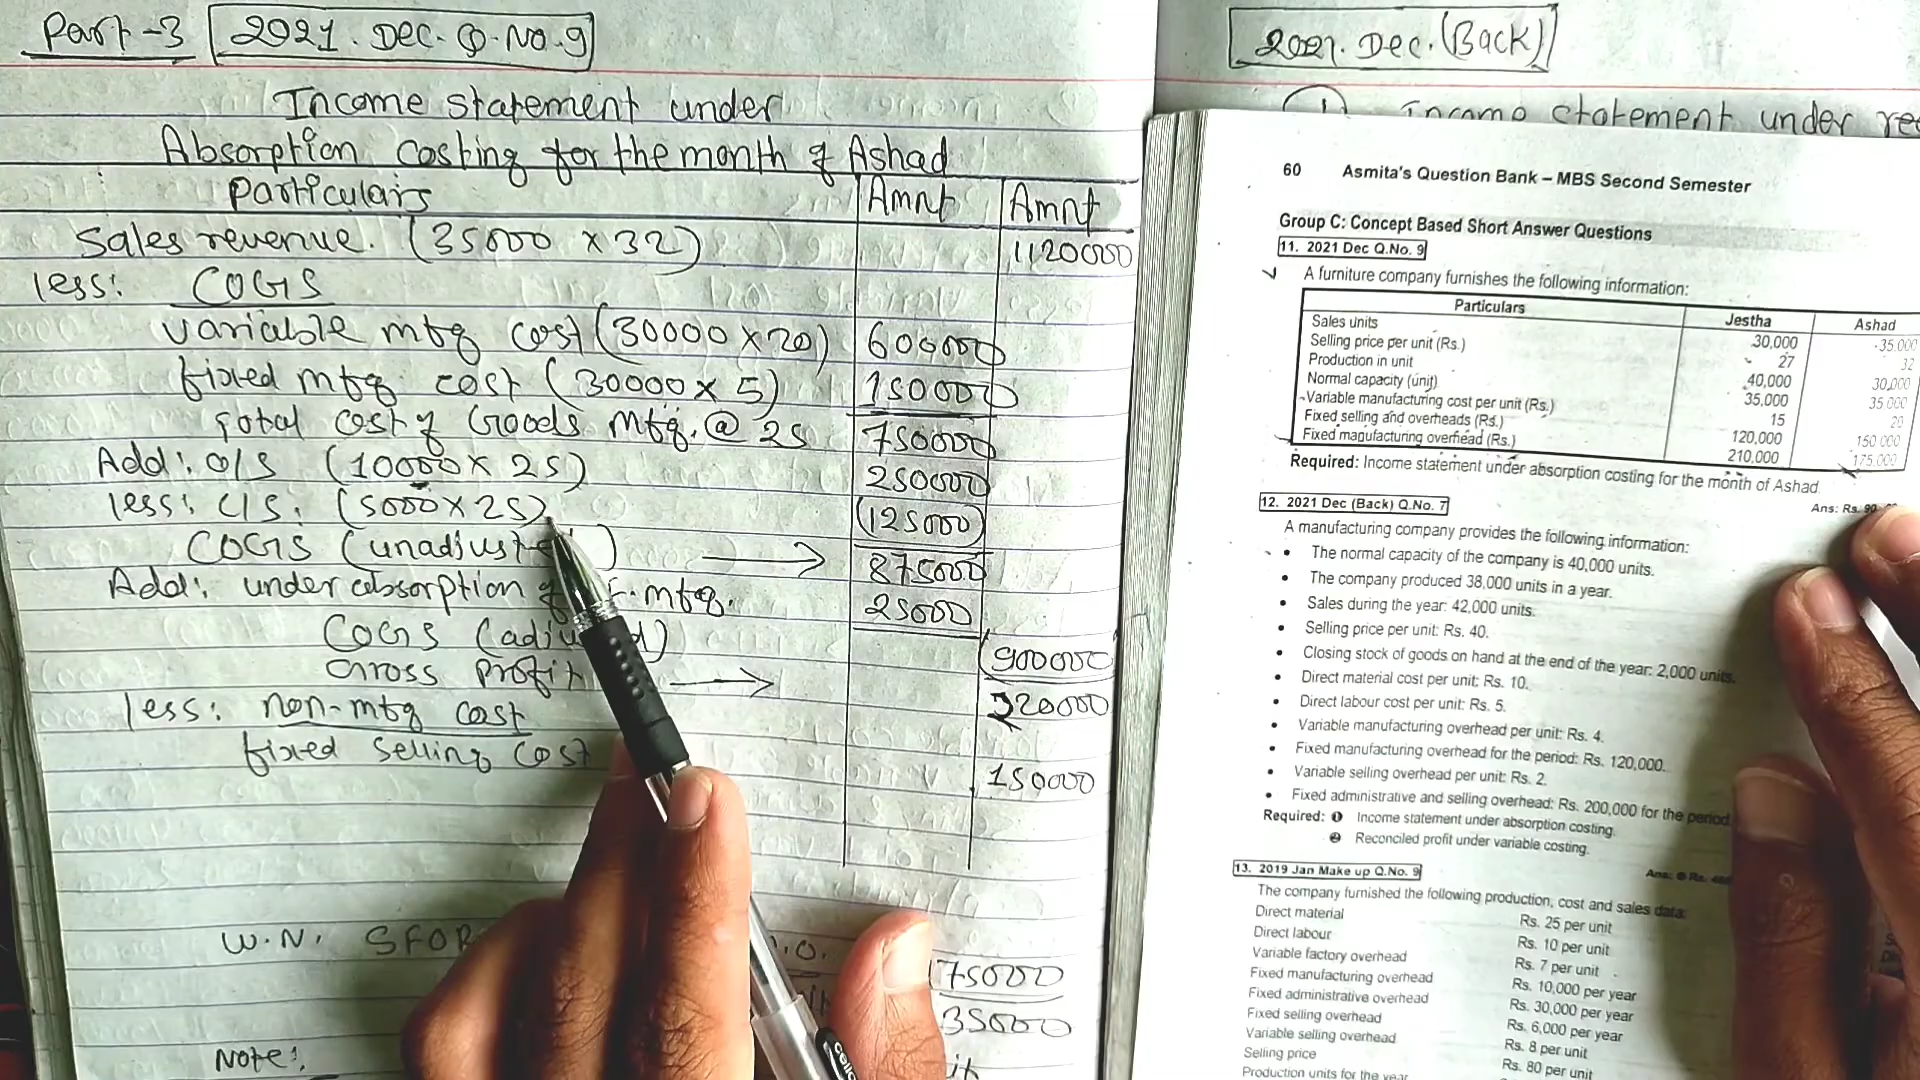 Part-3 2021. Dec. Q. No. 9
Income statement under
Absorption costing for the month of Ashad
Particulars Amnt Amnt
Sales revenue. (35000 × 32) 1120000
less: COGS
variable mfg cost (30000 × 20) 600000
fixed mfg. cost (30000 × 5) 150000
Total cost of Goods mfg. @ 25 750000
Add: O/S (10000 × 25) 250000
less: C/S: (5000 × 25) (125000)
COGS (unadjusted) 875000
Add: under absorption of F. mfg. 25000
COGS (adjusted) (900000)
Gross Profit 220000
less: non-mfg cost
fixed selling cost 150000
W.N. SFOR
175000
35000
Note:
2021. Dec. (Back)
1 Income statement under
60 Asmita's Question Bank – MBS Second Semester
Group C: Concept Based Short Answer Questions
11. 2021 Dec Q.No. 9
A furniture company furnishes the following information:
Particulars Jestha Ashad
Sales units 30,000 35,000
Selling price per unit (Rs.) 27 32
Production in unit 40,000 30,000
Normal capacity (unit) 35,000 35,000
Variable manufacturing cost per unit (Rs.) 15 20
Fixed selling and overheads (Rs.) 120,000 150,000
Fixed manufacturing overhead (Rs.) 210,000 175,000
Required: Income statement under absorption costing for the month of Ashad.
Ans: Rs.
12. 2021 Dec (Back) Q.No. 7
A manufacturing company provides the following information:
• The normal capacity of the company is 40,000 units.
• The company produced 38,000 units in a year.
• Sales during the year: 42,000 units.
• Selling price per unit: Rs. 40.
• Closing stock of goods on hand at the end of the year: 2,000 units.
• Direct material cost per unit: Rs. 10.
• Direct labour cost per unit: Rs. 5.
• Variable manufacturing overhead per unit: Rs. 4.
• Fixed manufacturing overhead for the period: Rs. 120,000.
• Variable selling overhead per unit: Rs. 2.
• Fixed administrative and selling overhead: Rs. 200,000 for the period
Required: ❶ Income statement under absorption costing.
❷ Reconciled profit under variable costing.
13. 2019 Jan Make up Q.No. 9
The company furnished the following production, cost and sales data:
Direct material Rs. 25 per unit
Direct labour Rs. 10 per unit
Variable factory overhead Rs. 7 per unit
Fixed manufacturing overhead Rs. 10,000 per year
Fixed administrative overhead Rs. 30,000 per year
Fixed selling overhead Rs. 6,000 per year
Variable selling overhead Rs. 8 per unit
Selling price Rs. 80 per unit
Production units for the year